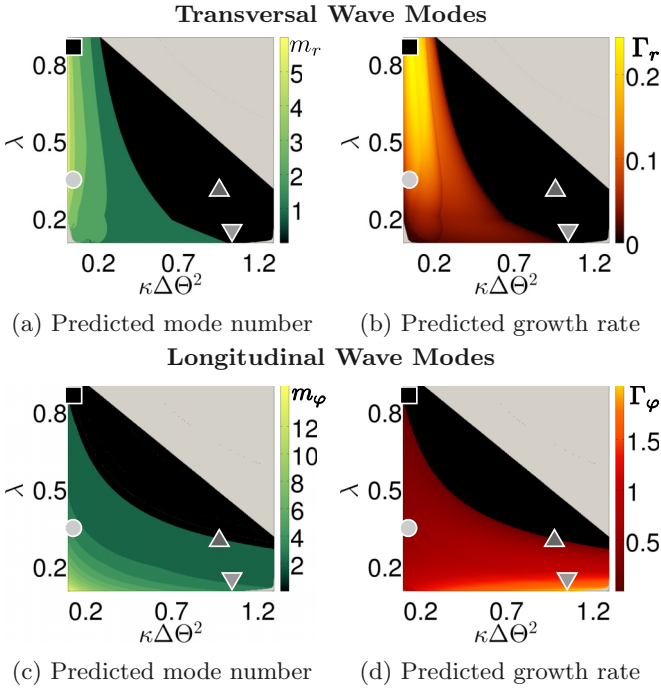 Transversal Wave Modes
m_r Γ_r
5
0.8 4 0.8 0.2
λ 0.5 3 λ 0.5
2 0.1
0.2 1 0.2
0
0.2 0.7 1.2 0.2 0.7 1.2
κΔΘ² κΔΘ²
(a) Predicted mode number (b) Predicted growth rate
Longitudinal Wave Modes
m_φ Γ_φ
0.8 12 0.8 1.5
10
λ 0.5 8 λ 0.5 1
6
4
0.2 2 0.2 0.5
0.2 0.7 1.2 0.2 0.7 1.2
κΔΘ² κΔΘ²
(c) Predicted mode number (d) Predicted growth rate